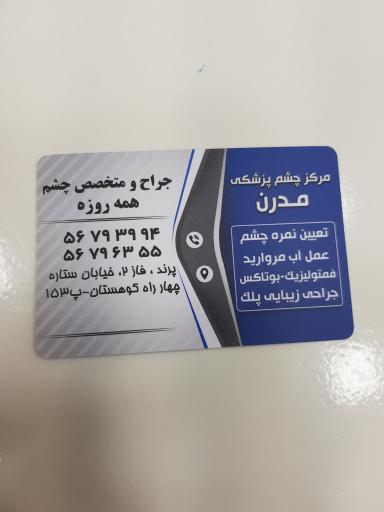 مرکز چشم پزشکی
مدرن
تعیین نمره چشم
عمل آب مروارید
فمتولیزیک-بوتاکس
جراحی زیبایی پلک
جراح و متخصص چشم
همه روزه
۵۶ ۷۹ ۳۹ ۹۴
۵۶ ۷۹ ۶۳ ۵۵
پرند ، فاز ۲، خیابان ستاره
چهار راه کوهستان-پ۱۵۳